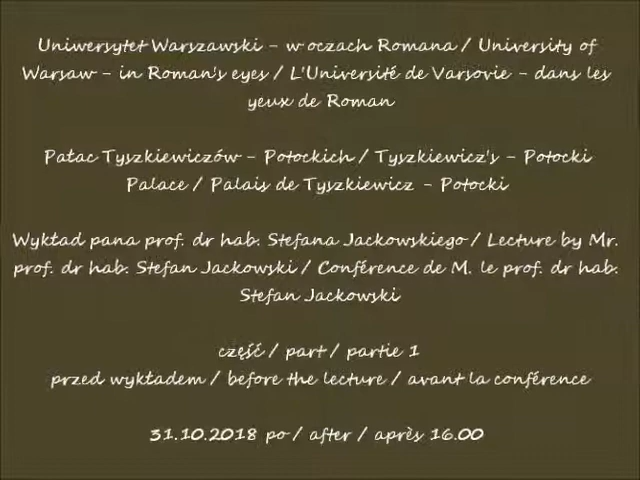 Uniwersytet Warszawski - w oczach Romana / University of
Warsaw - in Roman's eyes / L'Université de Varsovie - dans les
yeux de Roman
Pałac Tyszkiewiczów - Potockich / Tyszkiewicz's - Potocki
Palace / Palais de Tyszkiewicz - Potocki
Wykład pana prof. dr hab. Stefana Jackowskiego / Lecture by Mr.
prof. dr hab. Stefan Jackowski / Conférence de M. le prof. dr hab.
Stefan Jackowski
część / part / partie 1
przed wykładem / before the lecture / avant la conférence
31.10.2018 po / after / après 16.00